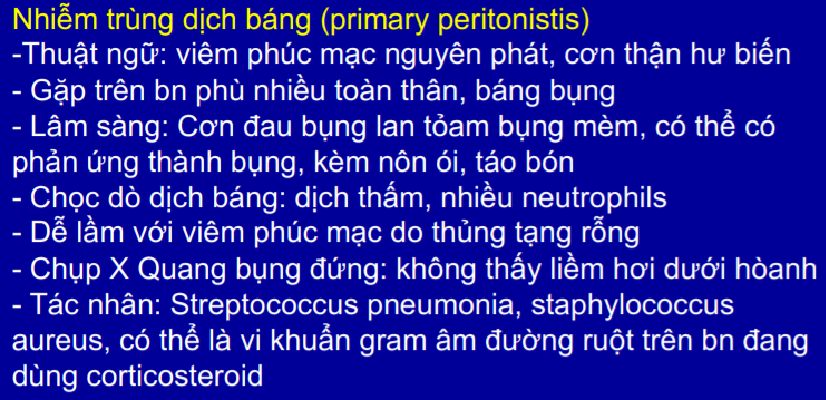 Nhiễm trùng dịch báng (primary peritonistis)
-Thuật ngữ: viêm phúc mạc nguyên phát, cơn thận hư biến
- Gặp trên bn phù nhiều toàn thân, báng bụng
- Lâm sàng: Cơn đau bụng lan tỏam bụng mèm, có thể có
phản ứng thành bụng, kèm nôn ói, táo bón
- Chọc dò dịch báng: dịch thấm, nhiều neutrophils
- Dễ lầm với viêm phúc mạc do thủng tạng rỗng
- Chụp X Quang bụng đứng: không thấy liềm hơi dưới hòanh
- Tác nhân: Streptococcus pneumonia, staphylococcus
aureus, có thể là vi khuẩn gram âm đường ruột trên bn đang
dùng corticosteroid